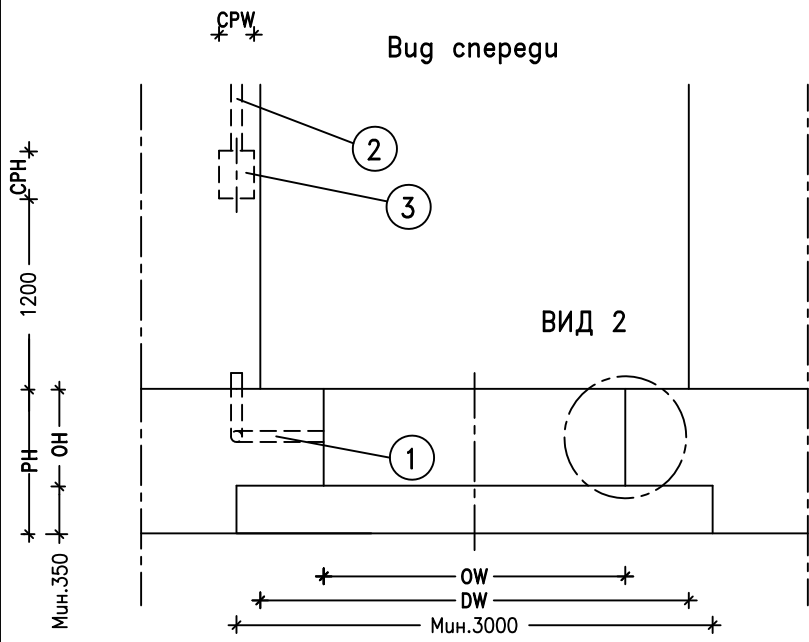 CPW
Вид спереди
2
CPH
3
1200
ВИД 2
PH
OH
1
Мин.350
OW
DW
Мин.3000